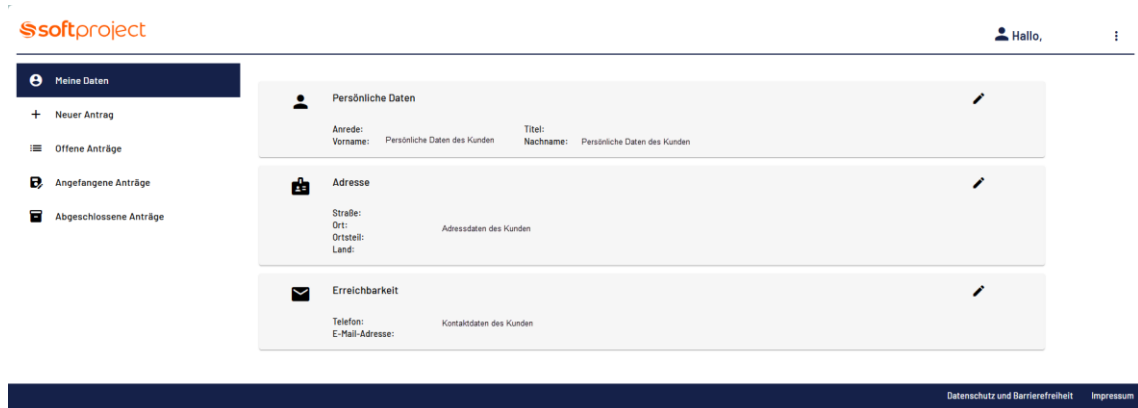 softproject
Hallo,
Meine Daten
Neuer Antrag
Offene Anträge
Angefangene Anträge
Abgeschlossene Anträge
Persönliche Daten
Anrede: Titel:
Vorname: Persönliche Daten des Kunden Nachname: Persönliche Daten des Kunden
Adresse
Straße:
Ort:
Adressdaten des Kunden
Ortsteil:
Land:
Erreichbarkeit
Telefon: Kontaktdaten des Kunden
E-Mail-Adresse:
Datenschutz und Barrierefreiheit Impressum